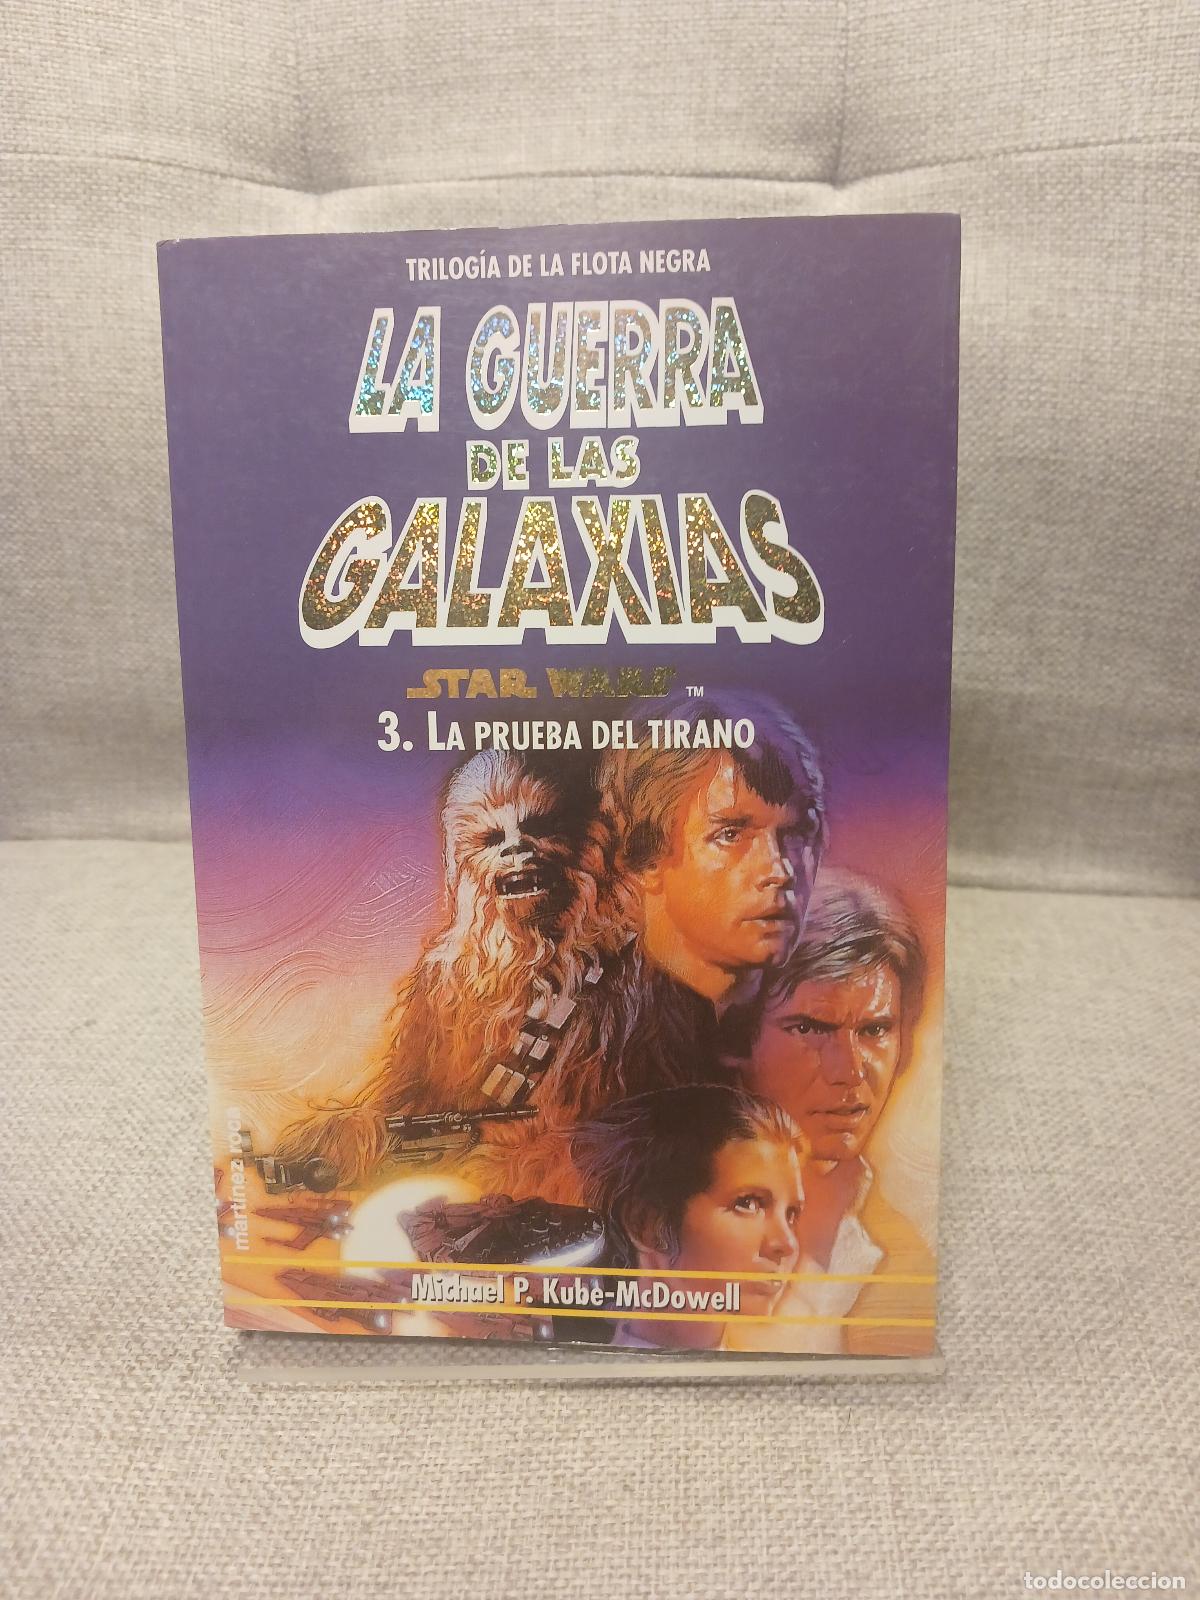 TRILOGÍA DE LA FLOTA NEGRA
LA GUERRA
DE LAS
GALAXIAS
STAR WARS TM
3. LA PRUEBA DEL TIRANO
martínez roca
Michael P. Kube-McDowell
todocoleccion